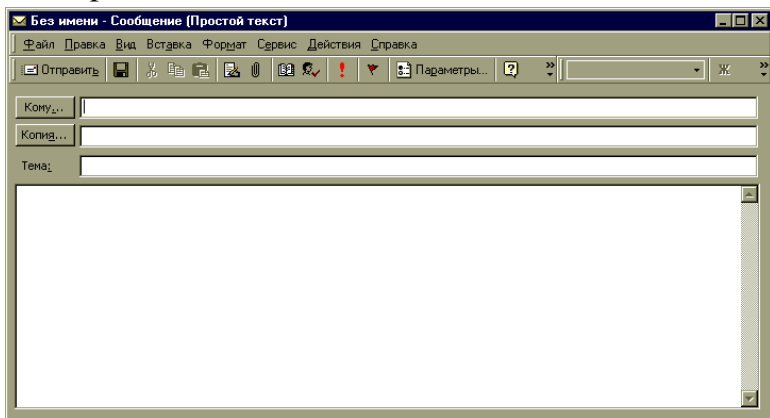 Без имени - Сообщение (Простой текст)
Файл Правка Вид Вставка Формат Сервис Действия Справка
Отправить Параметры... Ж
Кому...
Копия...
Тема: